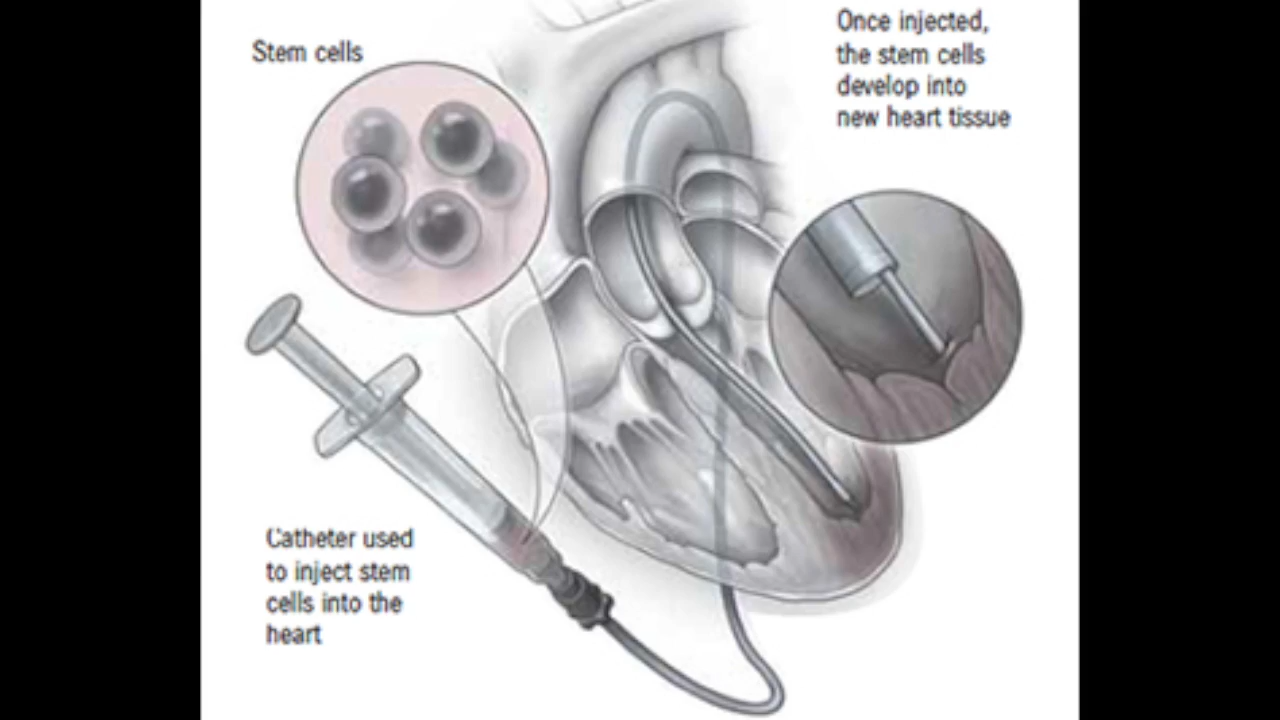 Stem cells
Once injected,
the stem cells
develop into
new heart tissue
Catheter used
to inject stem
cells into the
heart